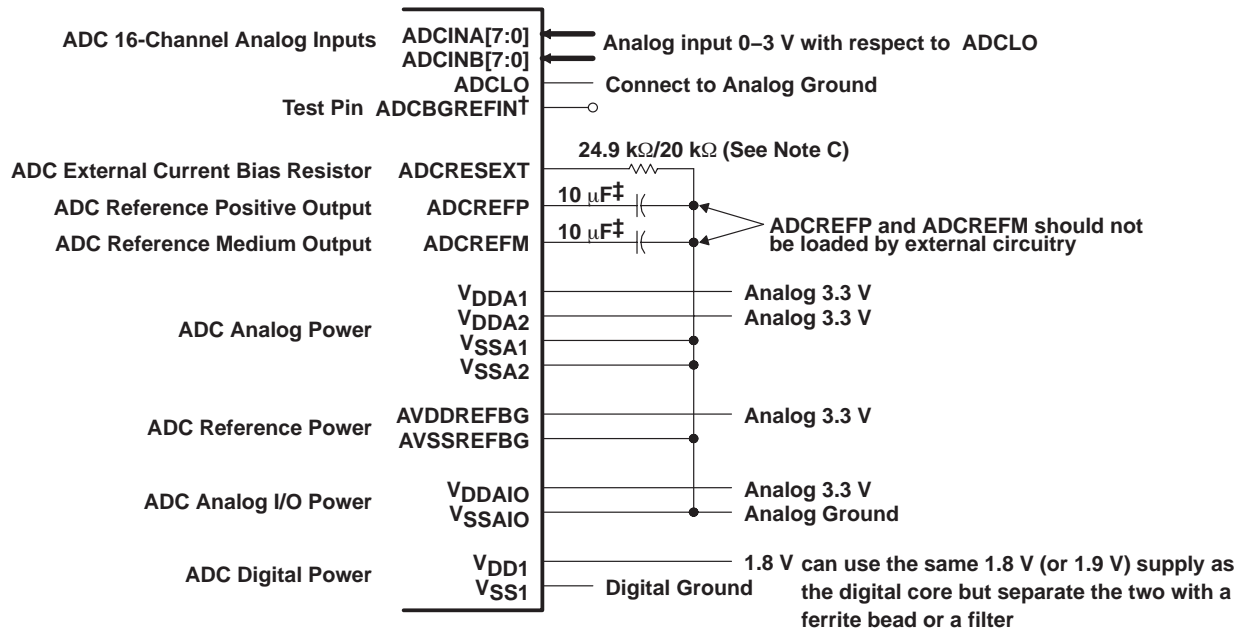 ADC 16-Channel Analog Inputs ADCINA[7:0] Analog input 0–3 V with respect to ADCLO
ADCINB[7:0]
ADCLO Connect to Analog Ground
Test Pin ADCBGREFIN†
24.9 kΩ/20 kΩ (See Note C)
ADC External Current Bias Resistor ADCRESEXT
ADC Reference Positive Output ADCREFP 10 µF‡
ADC Reference Medium Output ADCREFM 10 µF‡
ADCREFP and ADCREFM should not
be loaded by external circuitry
VDDA1 Analog 3.3 V
ADC Analog Power VDDA2 Analog 3.3 V
VSSA1
VSSA2
ADC Reference Power AVDDREFBG Analog 3.3 V
AVSSREFBG
ADC Analog I/O Power VDDAIO Analog 3.3 V
VSSAIO Analog Ground
ADC Digital Power VDD1 1.8 V can use the same 1.8 V (or 1.9 V) supply as
VSS1 Digital Ground the digital core but separate the two with a
ferrite bead or a filter